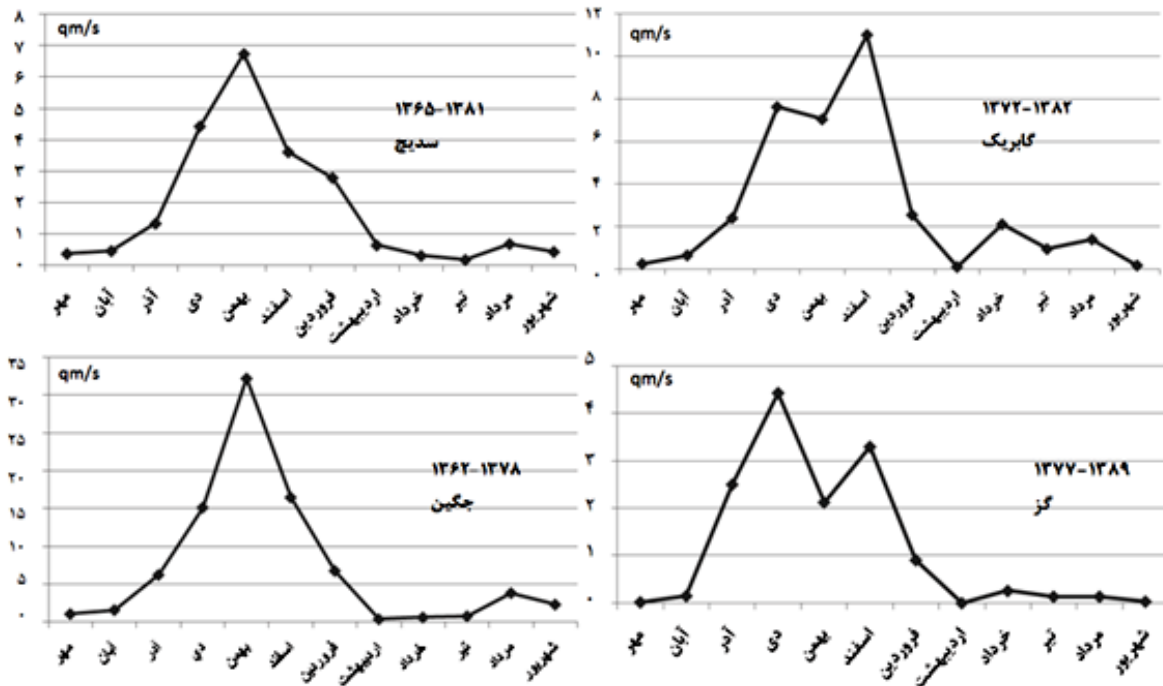 qm/s
۸
۷
۶
۵
۴
۳
۲
۱
۰
۱۳۶۵-۱۳۸۱
سدیج
مهر
آبان
آذر
دی
بهمن
اسفند
فروردین
اردیبهشت
خرداد
تیر
مرداد
شهریور
qm/s
۱۲
۱۰
۸
۶
۴
۲
۰
۱۳۷۲-۱۳۸۲
گابریک
مهر
آبان
آذر
دی
بهمن
اسفند
فروردین
اردیبهشت
خرداد
تیر
مرداد
شهریور
qm/s
۳۵
۳۰
۲۵
۲۰
۱۵
۱۰
۵
۰
۱۳۶۲-۱۳۷۸
جگین
مهر
ابان
اذر
دی
بهمن
اسفند
فروردین
اردیبهشت
خرداد
تیر
مرداد
شهریور
qm/s
۵
۴
۳
۲
۱
۰
۱۳۷۷-۱۳۸۹
گز
مهر
آبان
آذر
دی
بهمن
اسفند
فروردین
اردیبهشت
خرداد
تیر
مرداد
شهریور